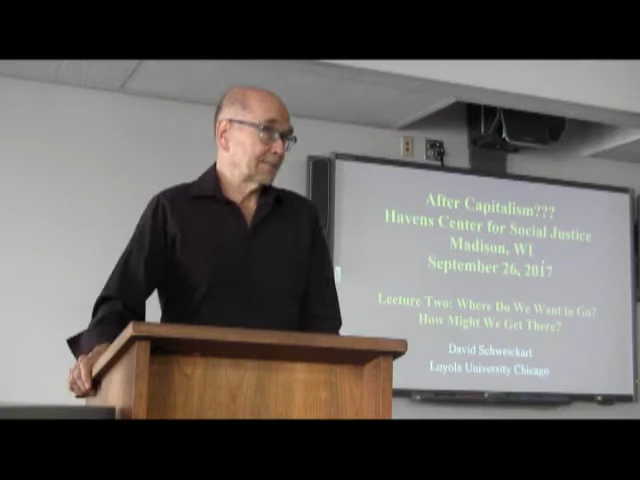 After Capitalism???
Havens Center for Social Justice
Madison, WI
September 26, 2017
Lecture Two: Where Do We Want to Go?
How Might We Get There?
David Schweickart
Loyola University Chicago